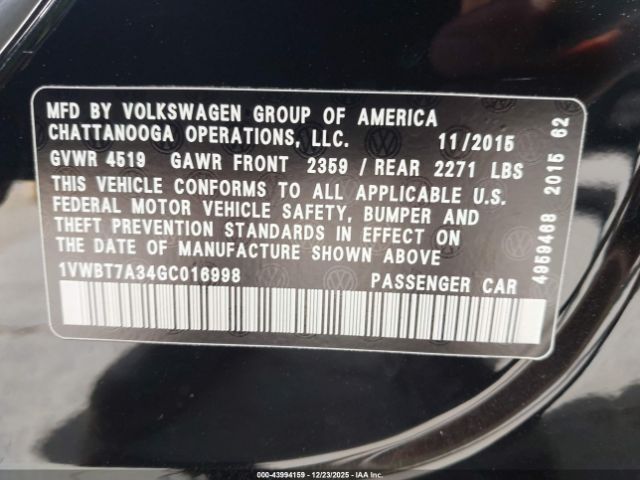 MFD BY VOLKSWAGEN GROUP OF AMERICA
CHATTANOOGA OPERATIONS, LLC. 11/2015
GVWR 4519 GAWR FRONT 2359 / REAR 2271 LBS
THIS VEHICLE CONFORMS TO ALL APPLICABLE U.S.
FEDERAL MOTOR VEHICLE SAFETY, BUMPER AND
THEFT PREVENTION STANDARDS IN EFFECT ON
THE DATE OF MANUFACTURE SHOWN ABOVE
1VWBT7A34GC016998 PASSENGER CAR
4959468 2015 62
000-43994159 | 12/23/2025 - IAA Inc.